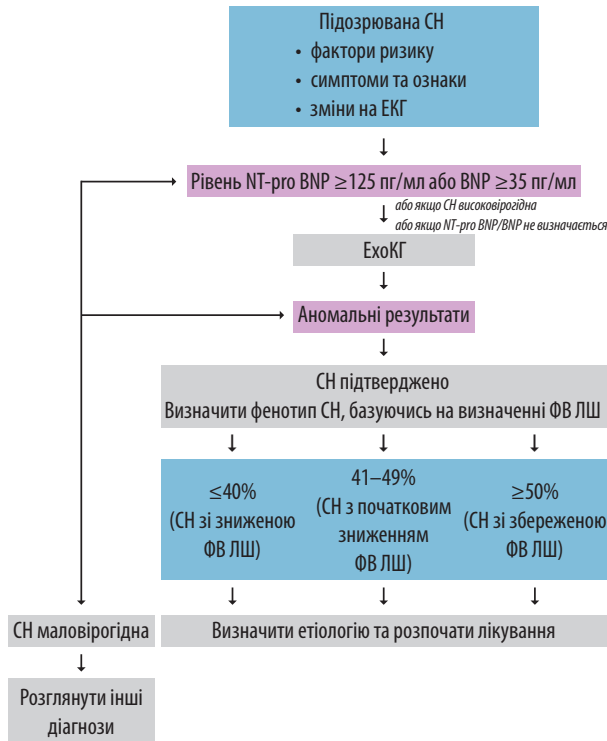 Підозрювана СН
• фактори ризику
• симптоми та ознаки
• зміни на ЕКГ
Рівень NT-pro BNP ≥125 пг/мл або BNP ≥35 пг/мл
або якщо СН високовірогідна
або якщо NT-pro BNP/BNP не визначається
ЕхоКГ
Аномальні результати
СН підтверджено
Визначити фенотип СН, базуючись на визначенні ФВ ЛШ
≤40%
(СН зі зниженою
ФВ ЛШ)
41–49%
(СН з початковим
зниженням
ФВ ЛШ)
≥50%
(СН зі збереженою
ФВ ЛШ)
СН маловірогідна
Визначити етіологію та розпочати лікування
Розглянути інші
діагнози